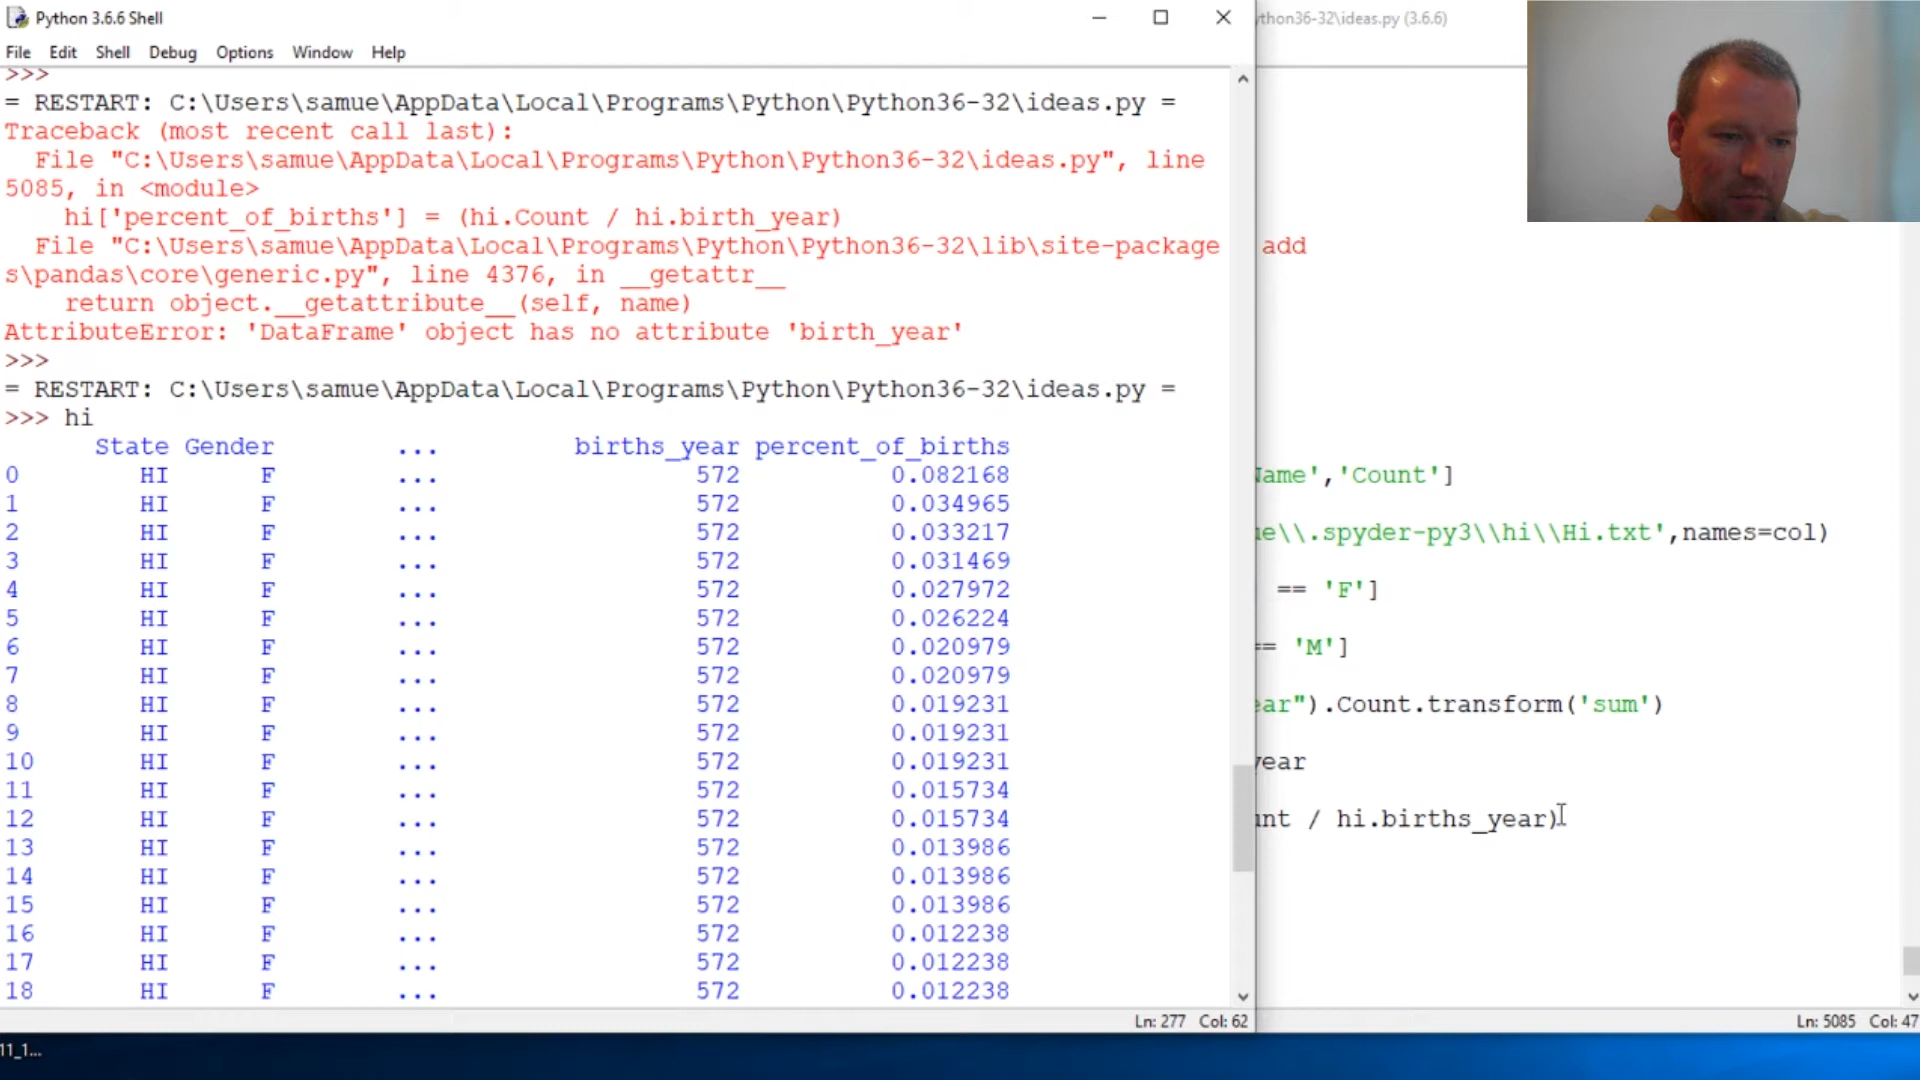 Python 3.6.6 Shell
File Edit Shell Debug Options Window Help
>>>
= RESTART: C:\Users\samue\AppData\Local\Programs\Python\Python36-32\ideas.py =
Traceback (most recent call last):
  File "C:\Users\samue\AppData\Local\Programs\Python\Python36-32\ideas.py", line
5085, in <module>
    hi['percent_of_births'] = (hi.Count / hi.birth_year)
  File "C:\Users\samue\AppData\Local\Programs\Python\Python36-32\lib\site-package
s\pandas\core\generic.py", line 4376, in __getattr__
    return object.__getattribute__(self, name)
AttributeError: 'DataFrame' object has no attribute 'birth_year'
>>>
= RESTART: C:\Users\samue\AppData\Local\Programs\Python\Python36-32\ideas.py =
>>> hi
State Gender ... births_year percent_of_births
0 HI F ... 572 0.082168
1 HI F ... 572 0.034965
2 HI F ... 572 0.033217
3 HI F ... 572 0.031469
4 HI F ... 572 0.027972
5 HI F ... 572 0.026224
6 HI F ... 572 0.020979
7 HI F ... 572 0.020979
8 HI F ... 572 0.019231
9 HI F ... 572 0.019231
10 HI F ... 572 0.019231
11 HI F ... 572 0.015734
12 HI F ... 572 0.015734
13 HI F ... 572 0.013986
14 HI F ... 572 0.013986
15 HI F ... 572 0.013986
16 HI F ... 572 0.012238
17 HI F ... 572 0.012238
18 HI F ... 572 0.012238
Ln: 277 Col: 62
thon36-32\ideas.py (3.6.6)
add
Name','Count']
ue\\.spyder-py3\\hi\\Hi.txt',names=col)
== 'F']
== 'M']
ear").Count.transform('sum')
year
unt / hi.births_year)
Ln: 5085 Col: 47
11_1...